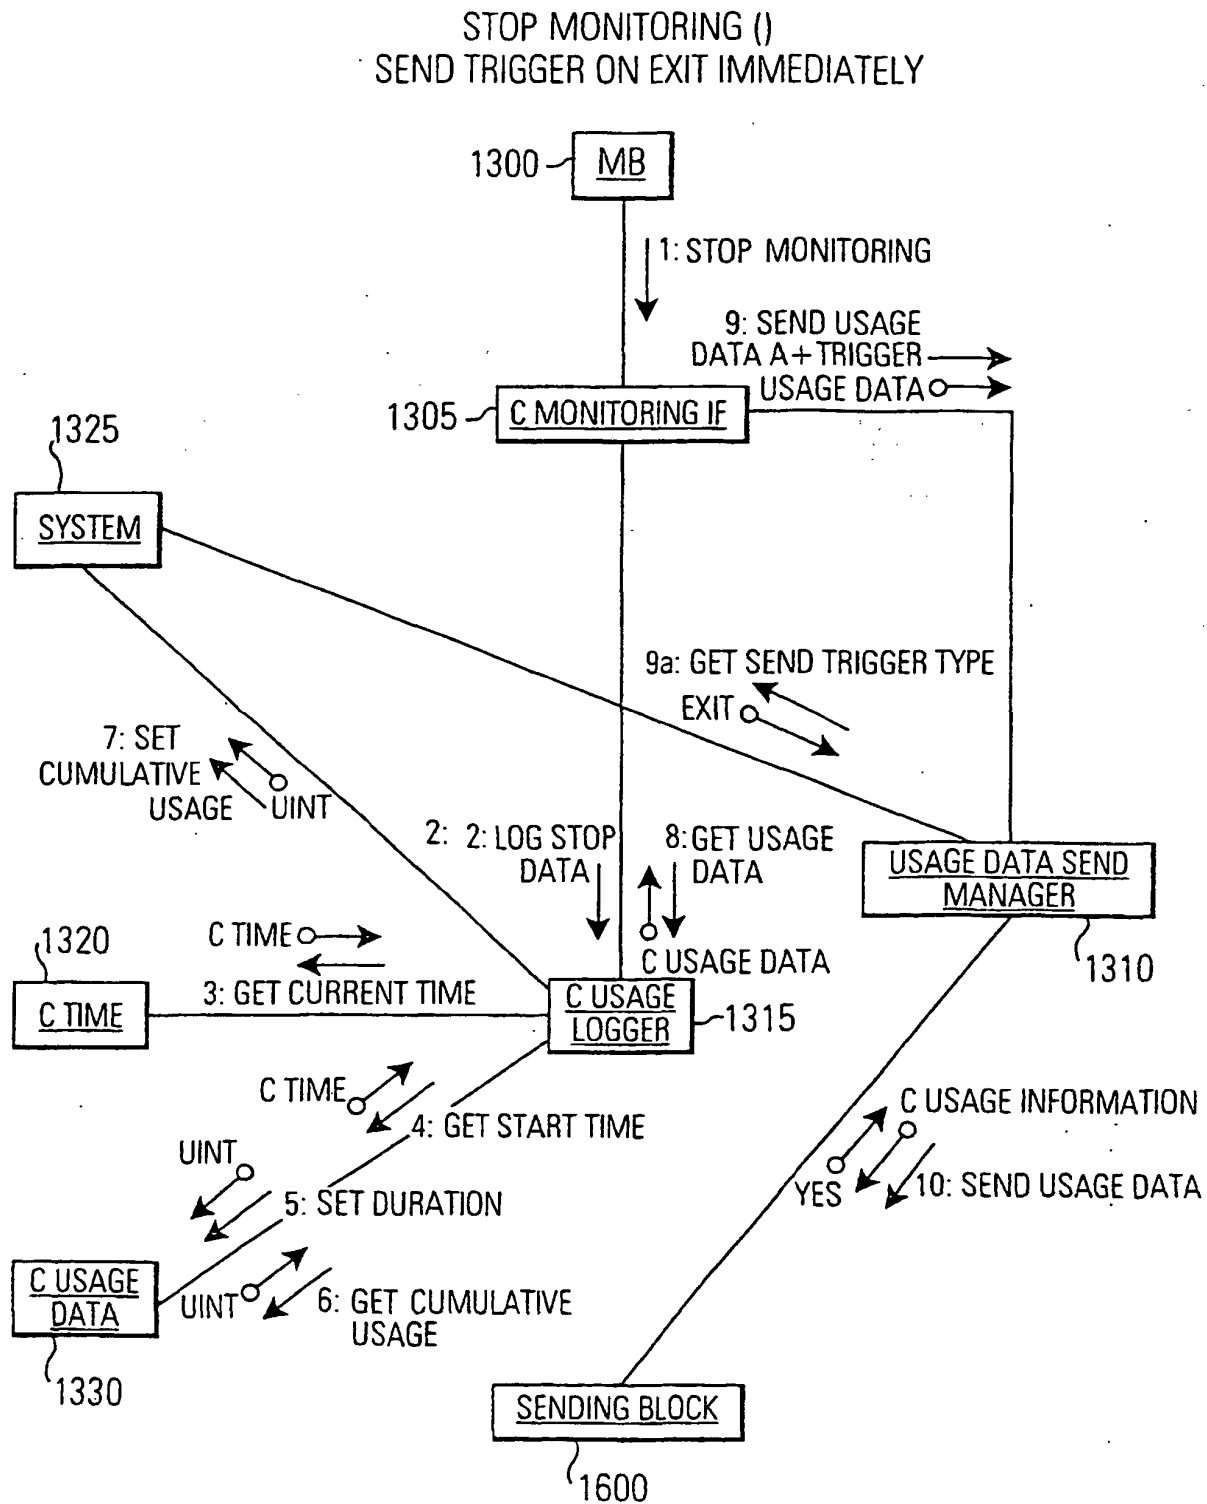 STOP MONITORING ()
SEND TRIGGER ON EXIT IMMEDIATELY
1300
MB
1: STOP MONITORING
9: SEND USAGE
DATA A+TRIGGER
USAGE DATA
1305
C MONITORING IF
1325
SYSTEM
9a: GET SEND TRIGGER TYPE
EXIT
7: SET
CUMULATIVE
USAGE
UINT
2: 2: LOG STOP
DATA
8: GET USAGE
DATA
C USAGE DATA
USAGE DATA SEND
MANAGER
1310
1320
C TIME
C TIME
3: GET CURRENT TIME
C USAGE
LOGGER
1315
C TIME
4: GET START TIME
UINT
5: SET DURATION
C USAGE
DATA
1330
UINT
6: GET CUMULATIVE
USAGE
C USAGE INFORMATION
YES
10: SEND USAGE DATA
SENDING BLOCK
1600